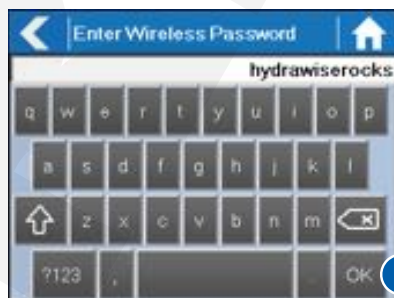 Enter Wireless Password
hydrawiserocks
q w e r t y u i o p
a s d f g h j k l
z x c v b n m
?123 , . OK